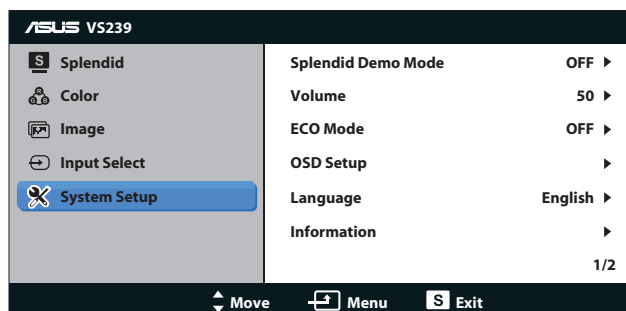 ASUS VS239
S Splendid
Color
Image
Input Select
System Setup
Splendid Demo Mode OFF
Volume 50
ECO Mode OFF
OSD Setup
Language English
Information
1/2
Move Menu S Exit